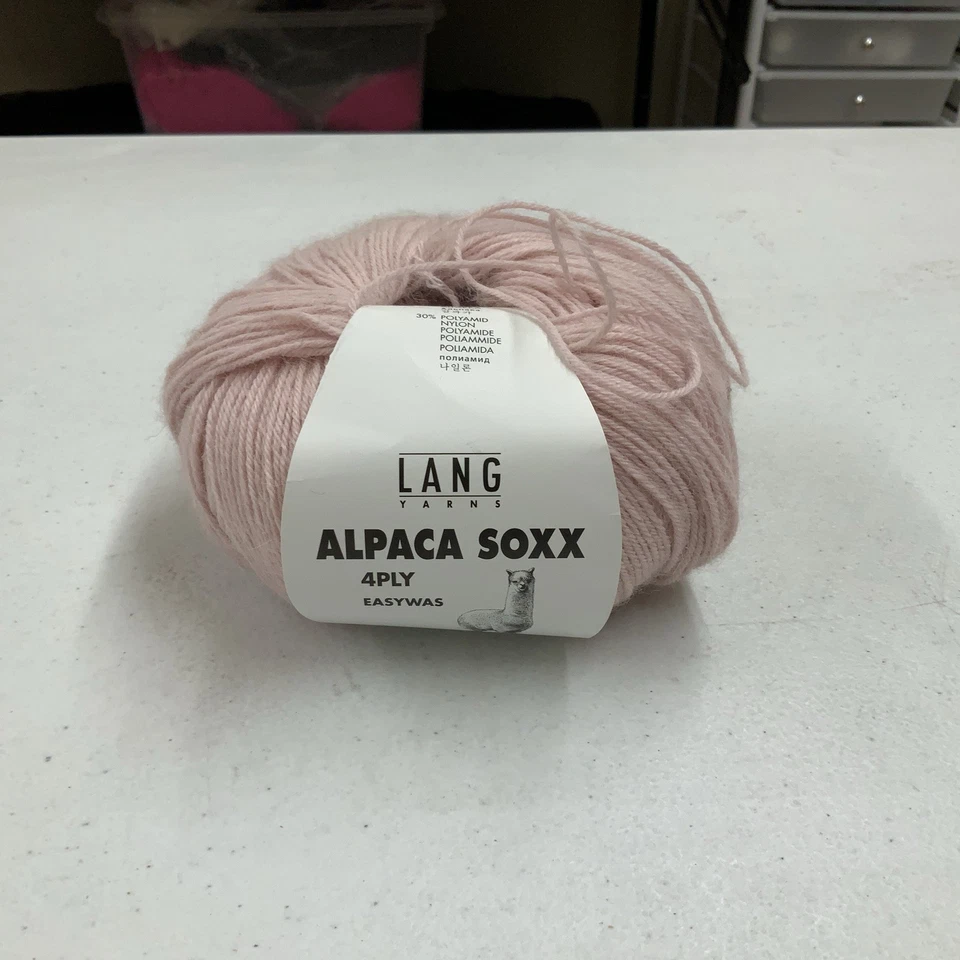 30% POLYAMID
NYLON
POLYAMIDE
POLIAMMIDE
POLIAMIDA
полиамид
나일론
LANG
YARNS
ALPACA SOXX
4PLY
EASYWAS